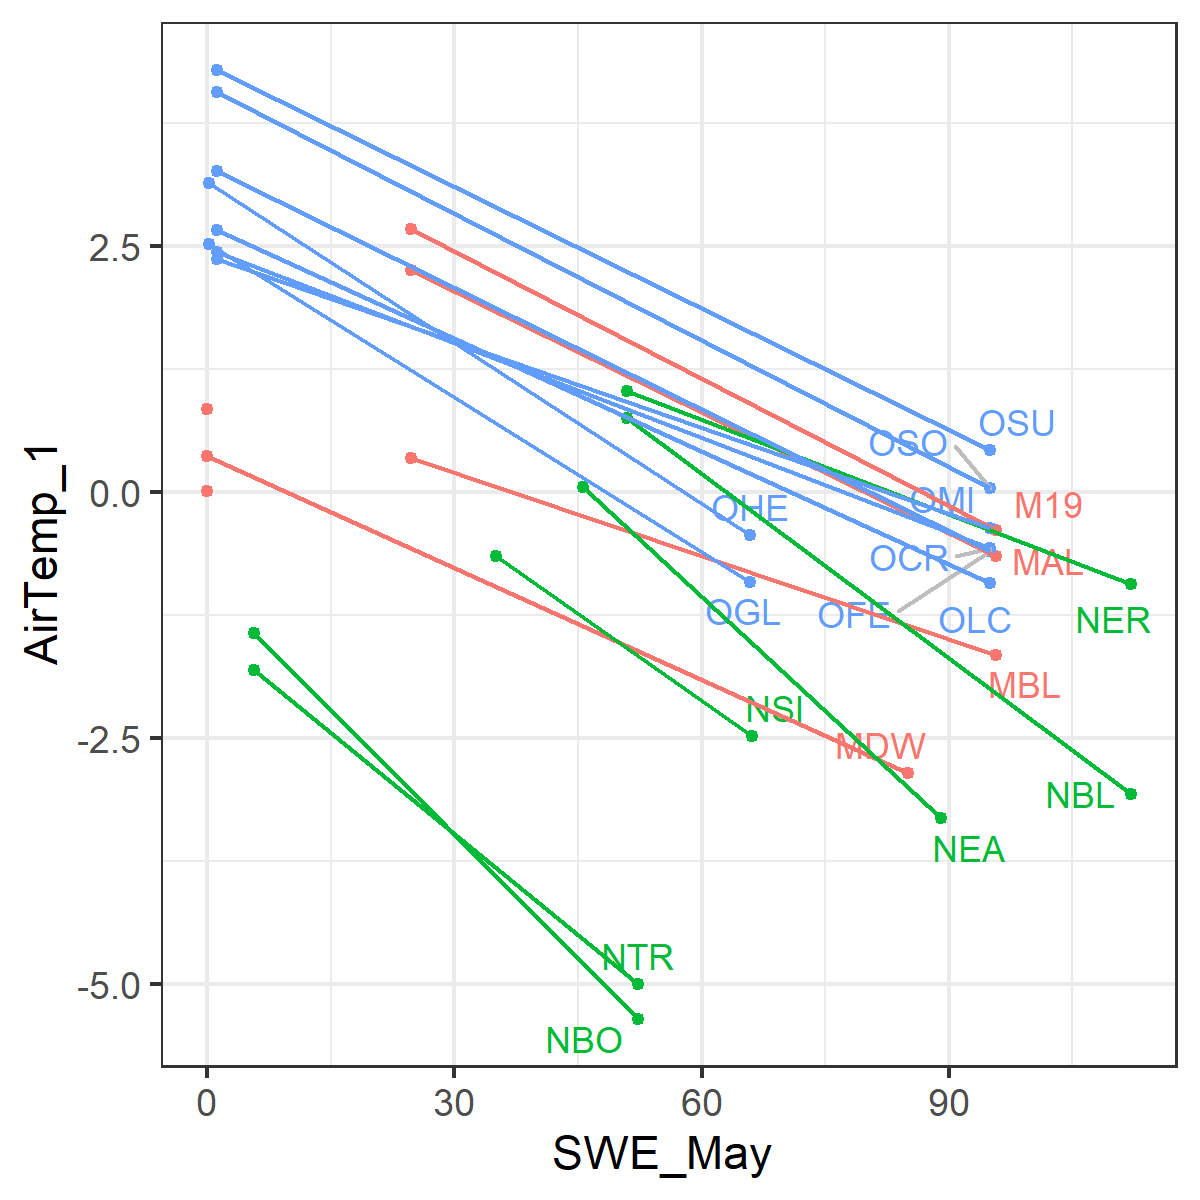 AirTemp_1
2.5
0.0
-2.5
-5.0
OSU
OSO
OMI
M19
OHE
OCR
MAL
OGL
OFE
OLC
NER
MBL
NSI
MDW
NBL
NEA
NTR
NBO
0
30
60
90
SWE_May